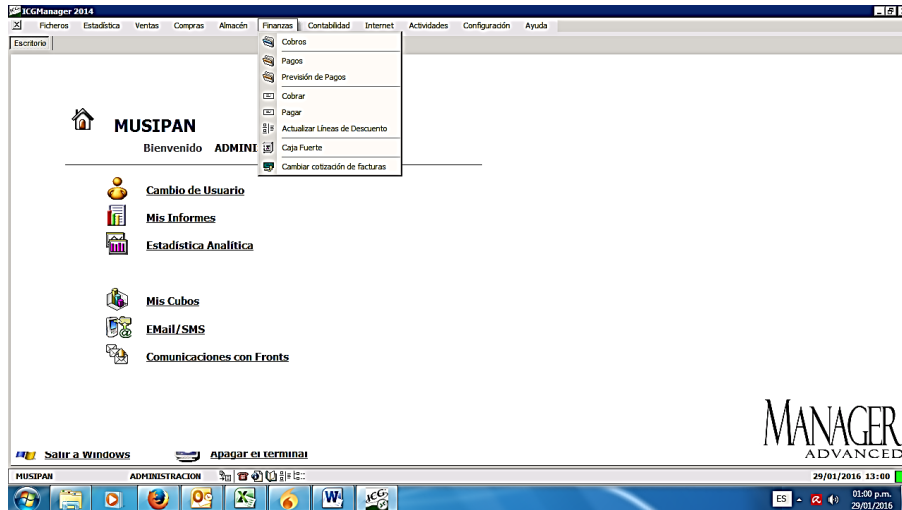 ICGManager 2014
Ficheros Estadística Ventas Compras Almacén Finanzas Contabilidad Internet Actividades Configuración Ayuda
Escritorio
Cobros
Pagos
Previsión de Pagos
Cobrar
Pagar
Actualizar Líneas de Descuento
Caja Fuerte
Cambiar cotización de facturas
MUSIPAN
Bienvenido ADMINI
Cambio de Usuario
Mis Informes
Estadística Analítica
Mis Cubos
EMail/SMS
Comunicaciones con Fronts
MANAGER
ADVANCED
Salir a Windows Apagar el terminal
MUSIPAN ADMINISTRACION 29/01/2016 13:00
ICG
ES 01:00 p.m.
29/01/2016